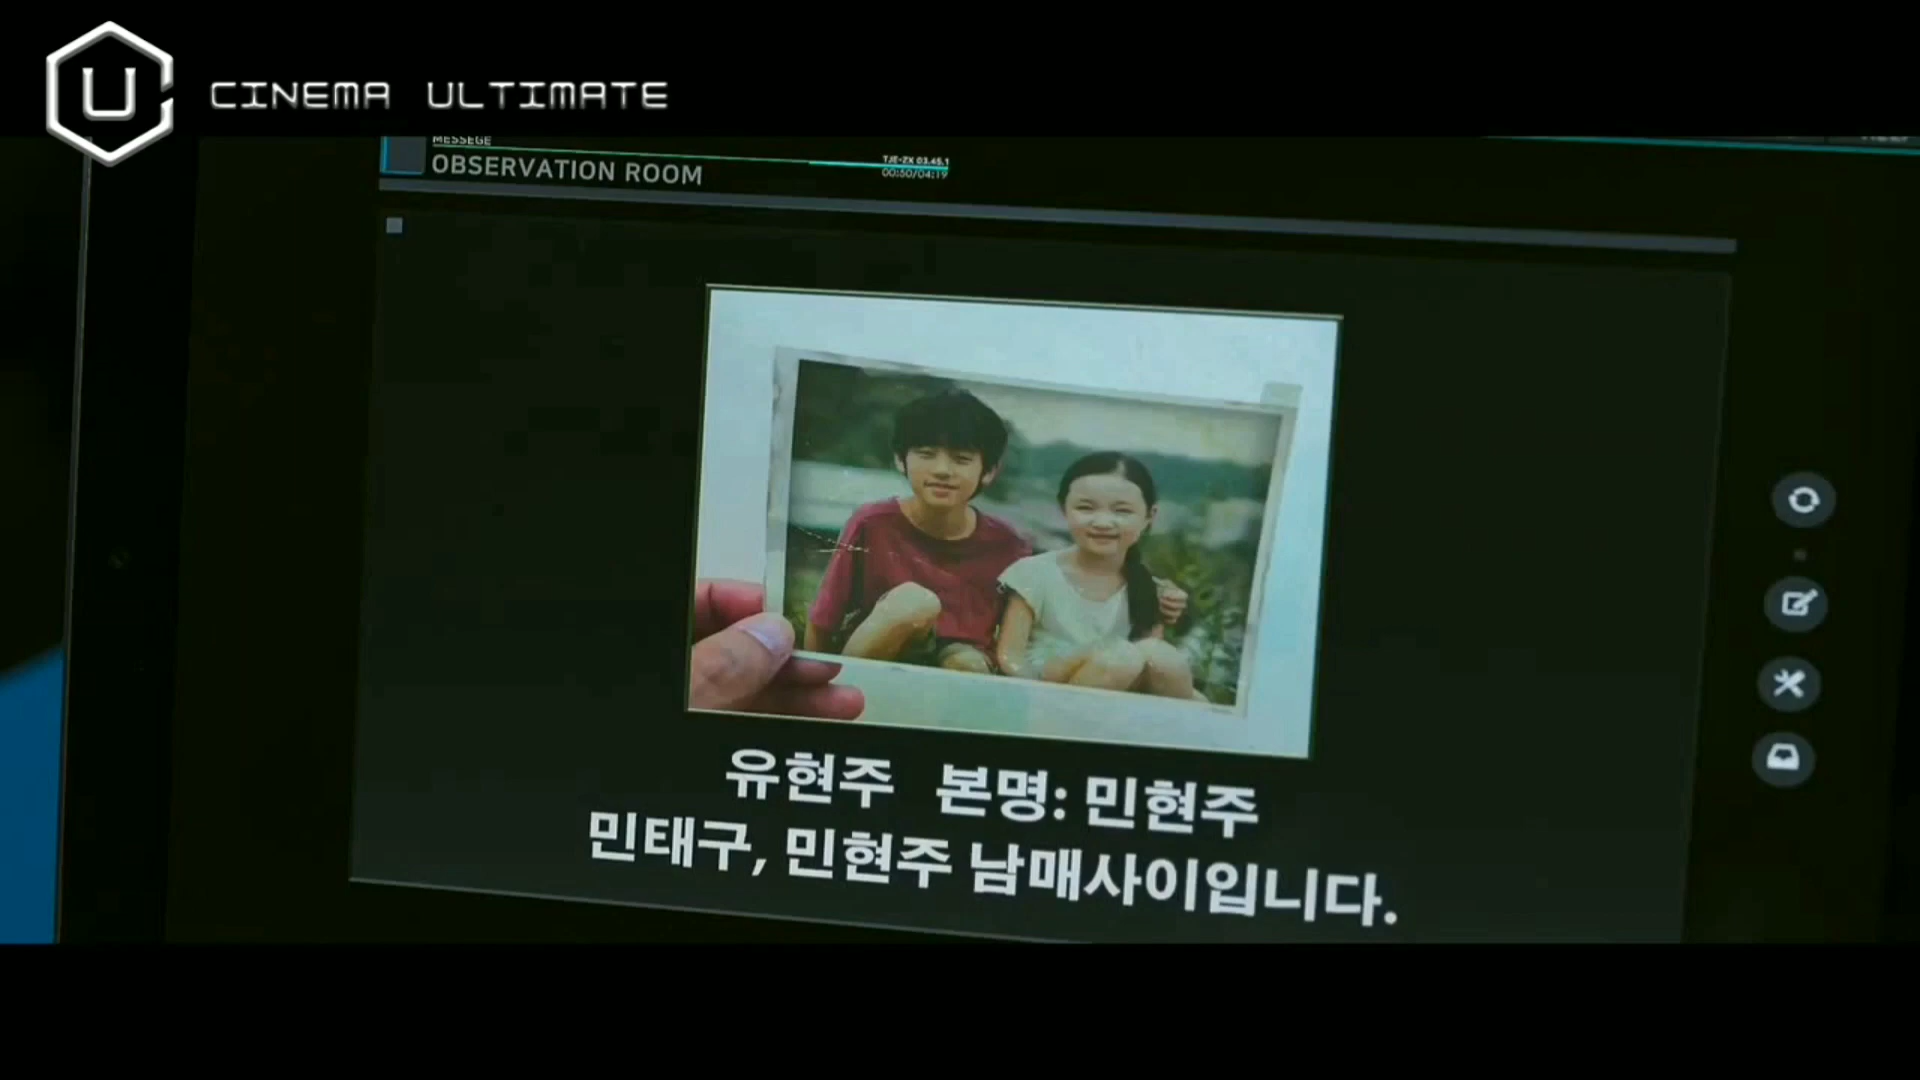 CINEMA ULTIMATE
MESSEGE
OBSERVATION ROOM
TJE-ZX 03.45.1
00:50/04:19
유현주 본명: 민현주
민태구, 민현주 남매사이입니다.